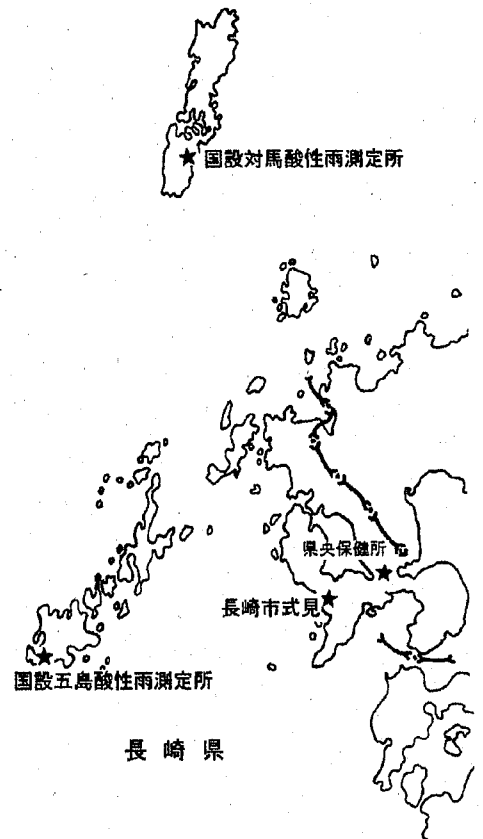 国設対馬酸性雨測定所
県央保健所
長崎市式見
国設五島酸性雨測定所
長崎県